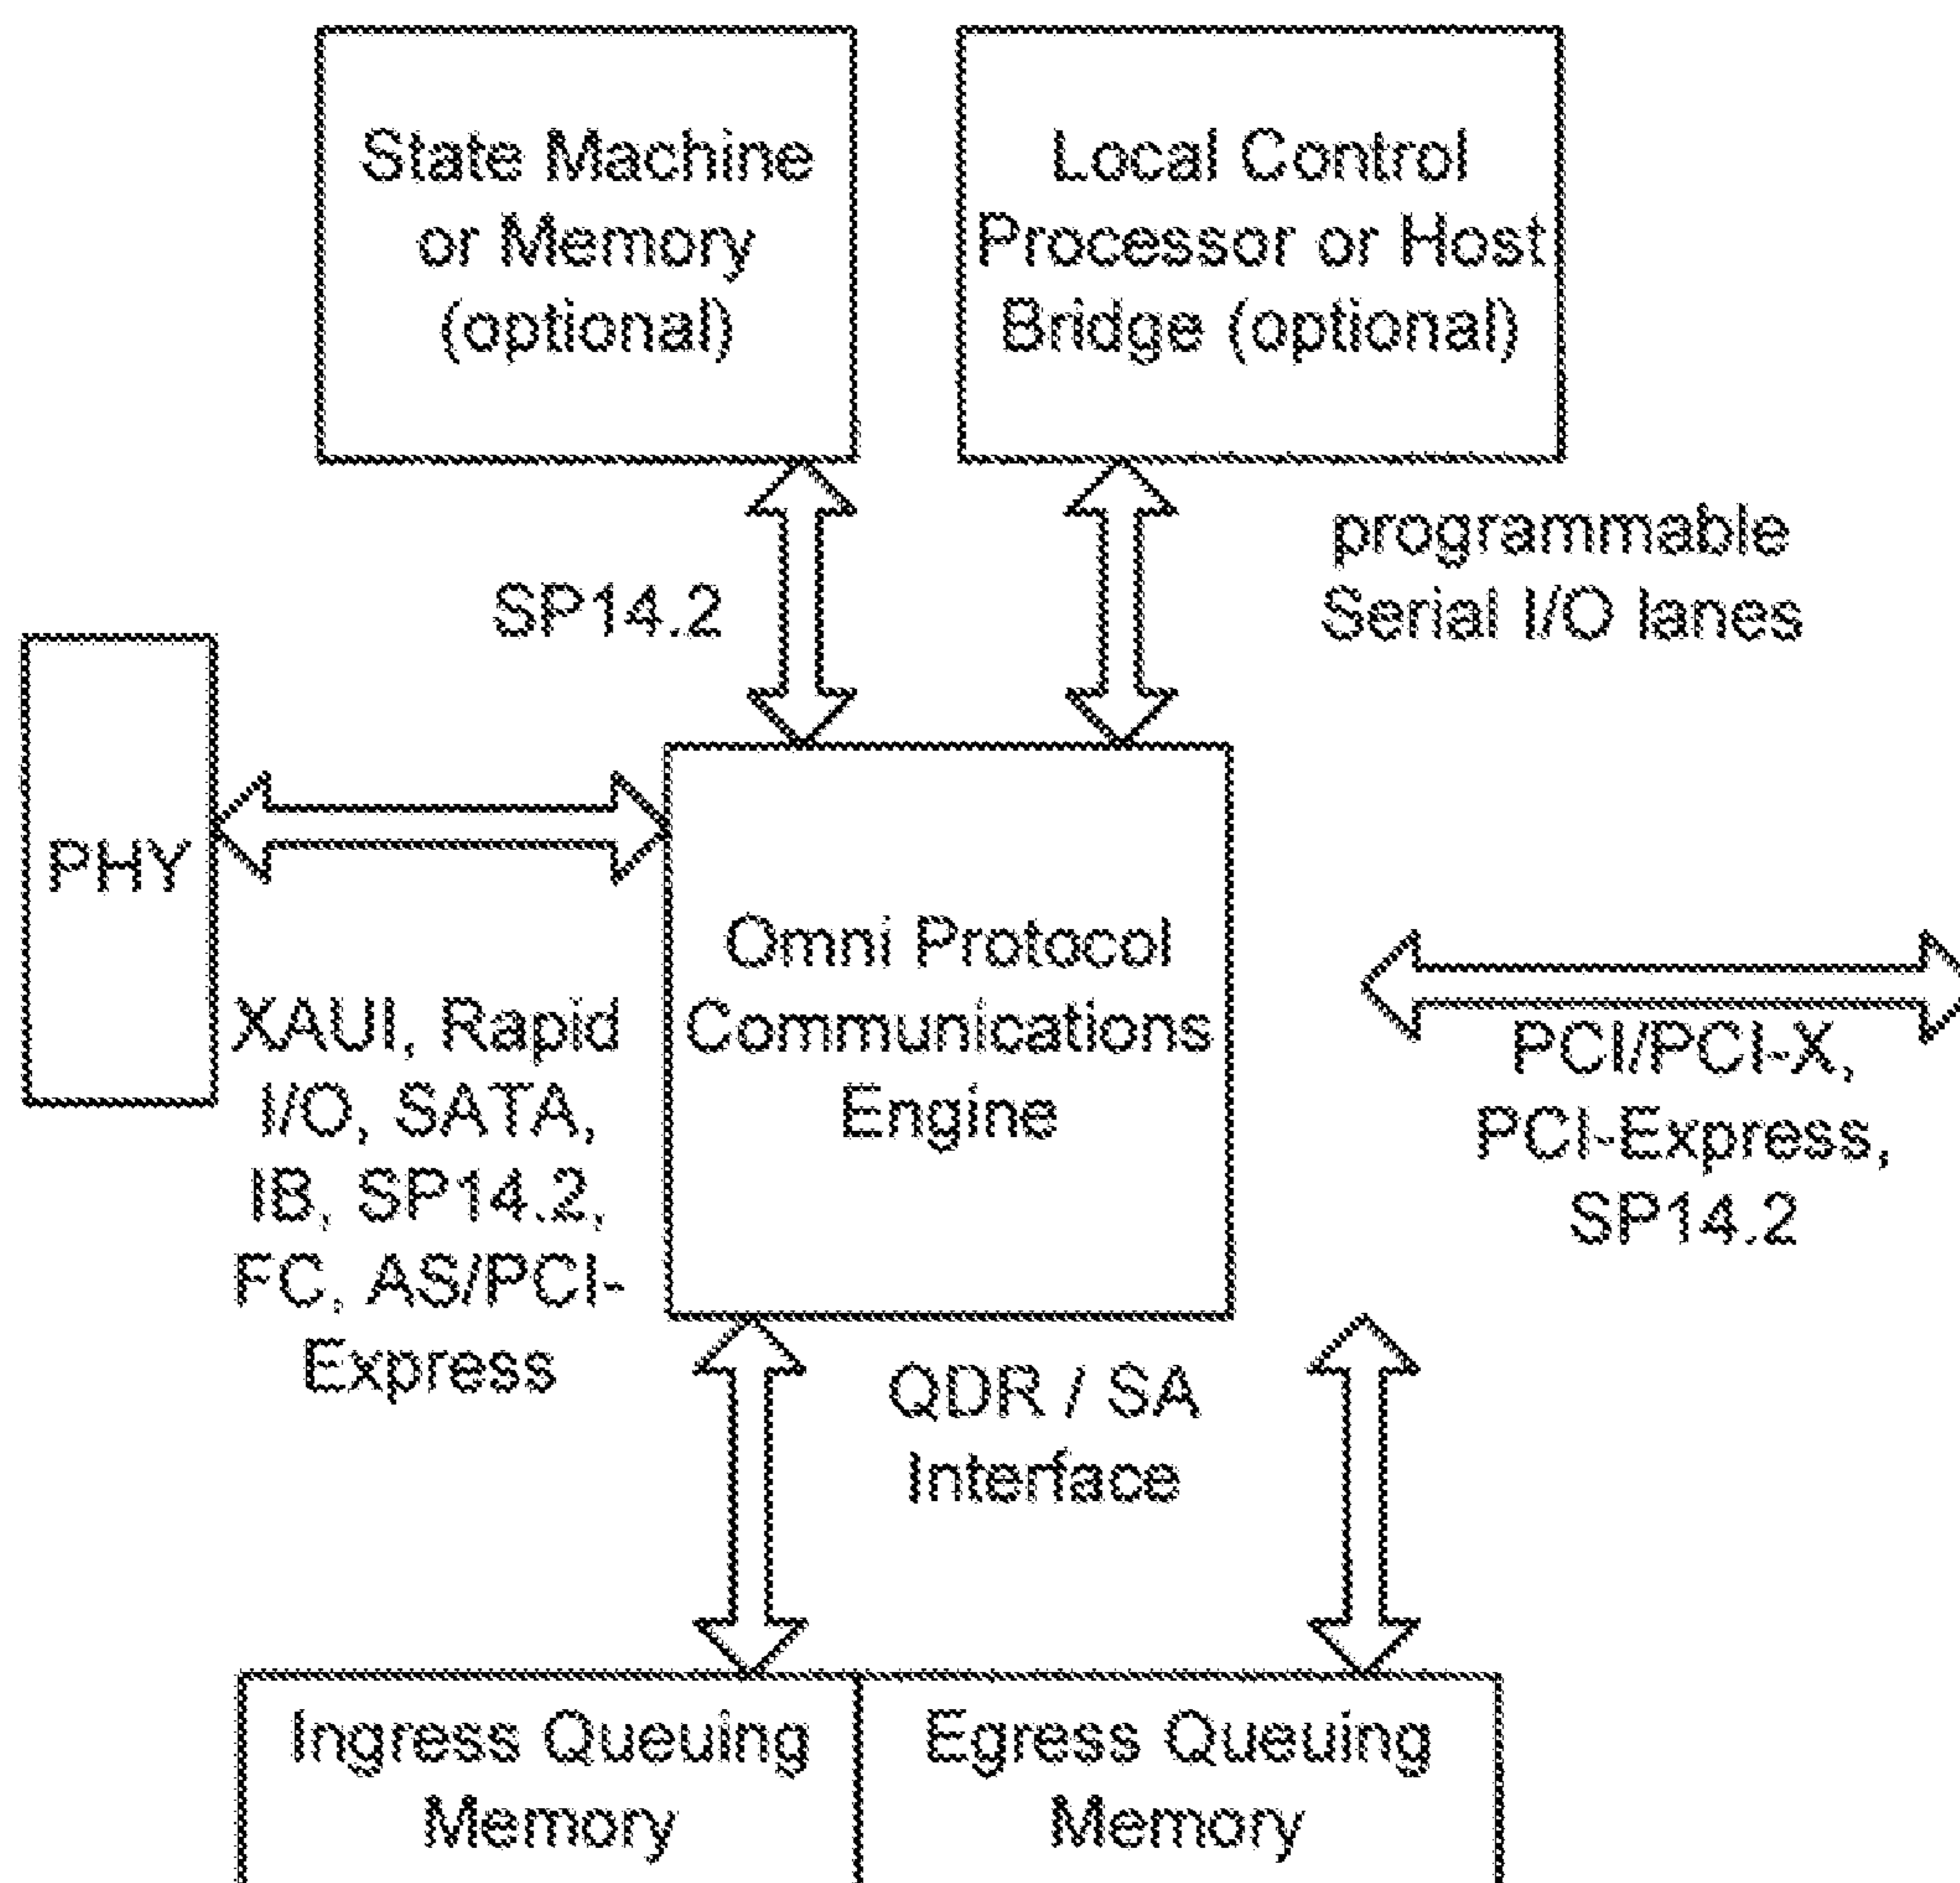 State Machine
or Memory
(optional)
Local Control
Processor or Host
Bridge (optional)
SP14.2
programmable
Serial I/O lanes
PHY
Omni Protocol
Communications
Engine
XAUI, Rapid
I/O, SATA,
IB, SP14.2,
FC, AS/PCI-
Express
PCI/PCI-X,
PCI-Express,
SP14.2
QDR / SA
Interface
Ingress Queuing
Memory
Egress Queuing
Memory